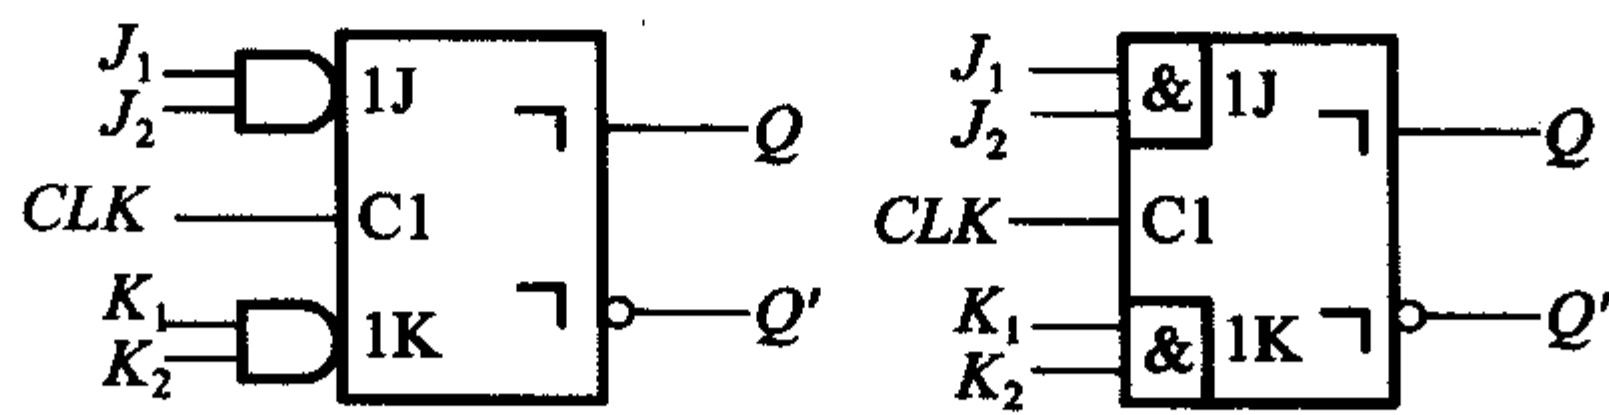 J₁ 1J J₁ & 1J
J₂ Q J₂ Q
CLK C1 CLK C1
K₁ 1K Q′ K₁ & 1K Q′
K₂ K₂